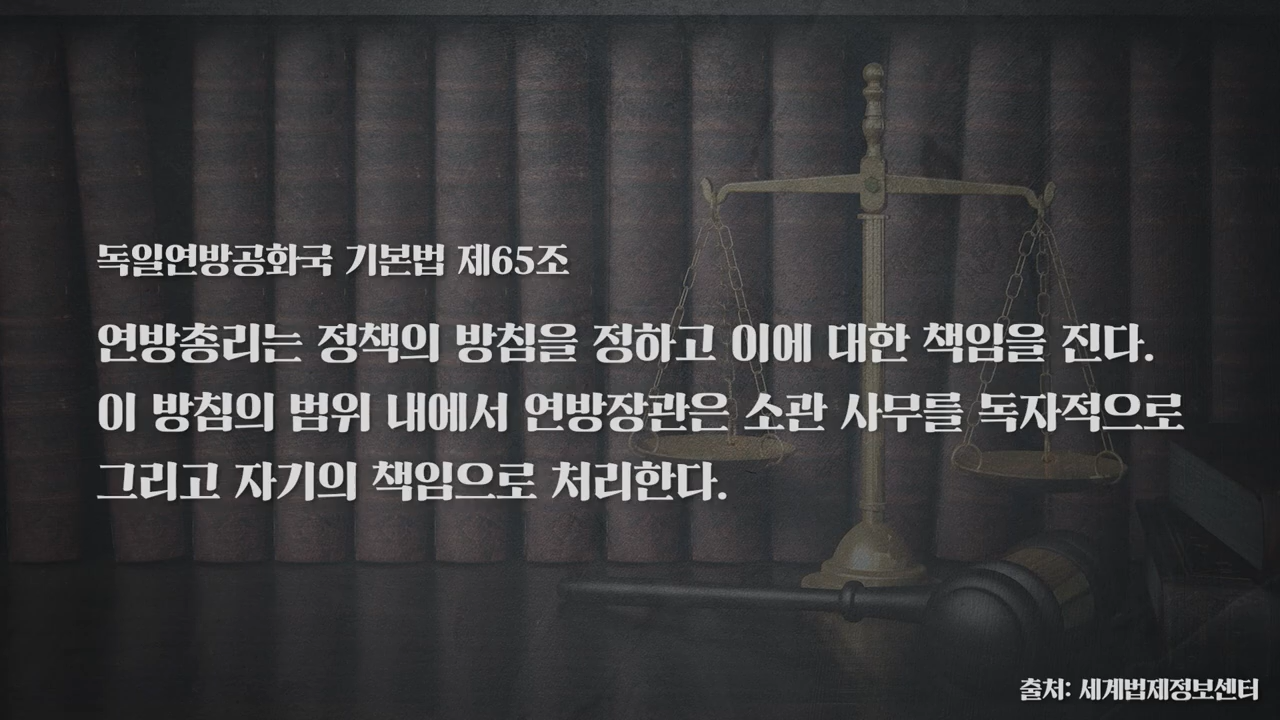 독일연방공화국 기본법 제65조
연방총리는 정책의 방침을 정하고 이에 대한 책임을 진다.
이 방침의 범위 내에서 연방장관은 소관 사무를 독자적으로
그리고 자기의 책임으로 처리한다.
출처: 세계법제정보센터